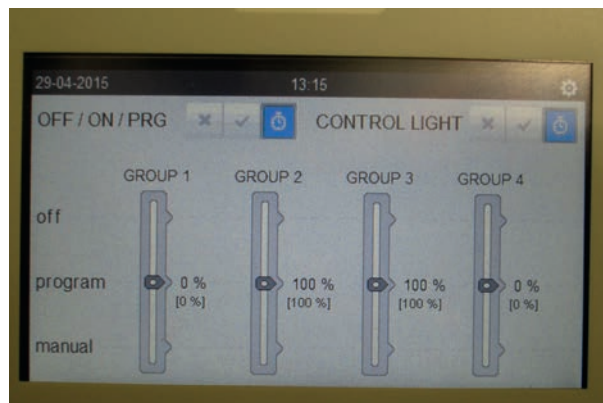 29-04-2015 13:15
OFF / ON / PRG CONTROL LIGHT
GROUP 1 GROUP 2 GROUP 3 GROUP 4
off
program 0 % 100 % 100 % 0 %
[0 %] [100 %] [100 %] [0 %]
manual